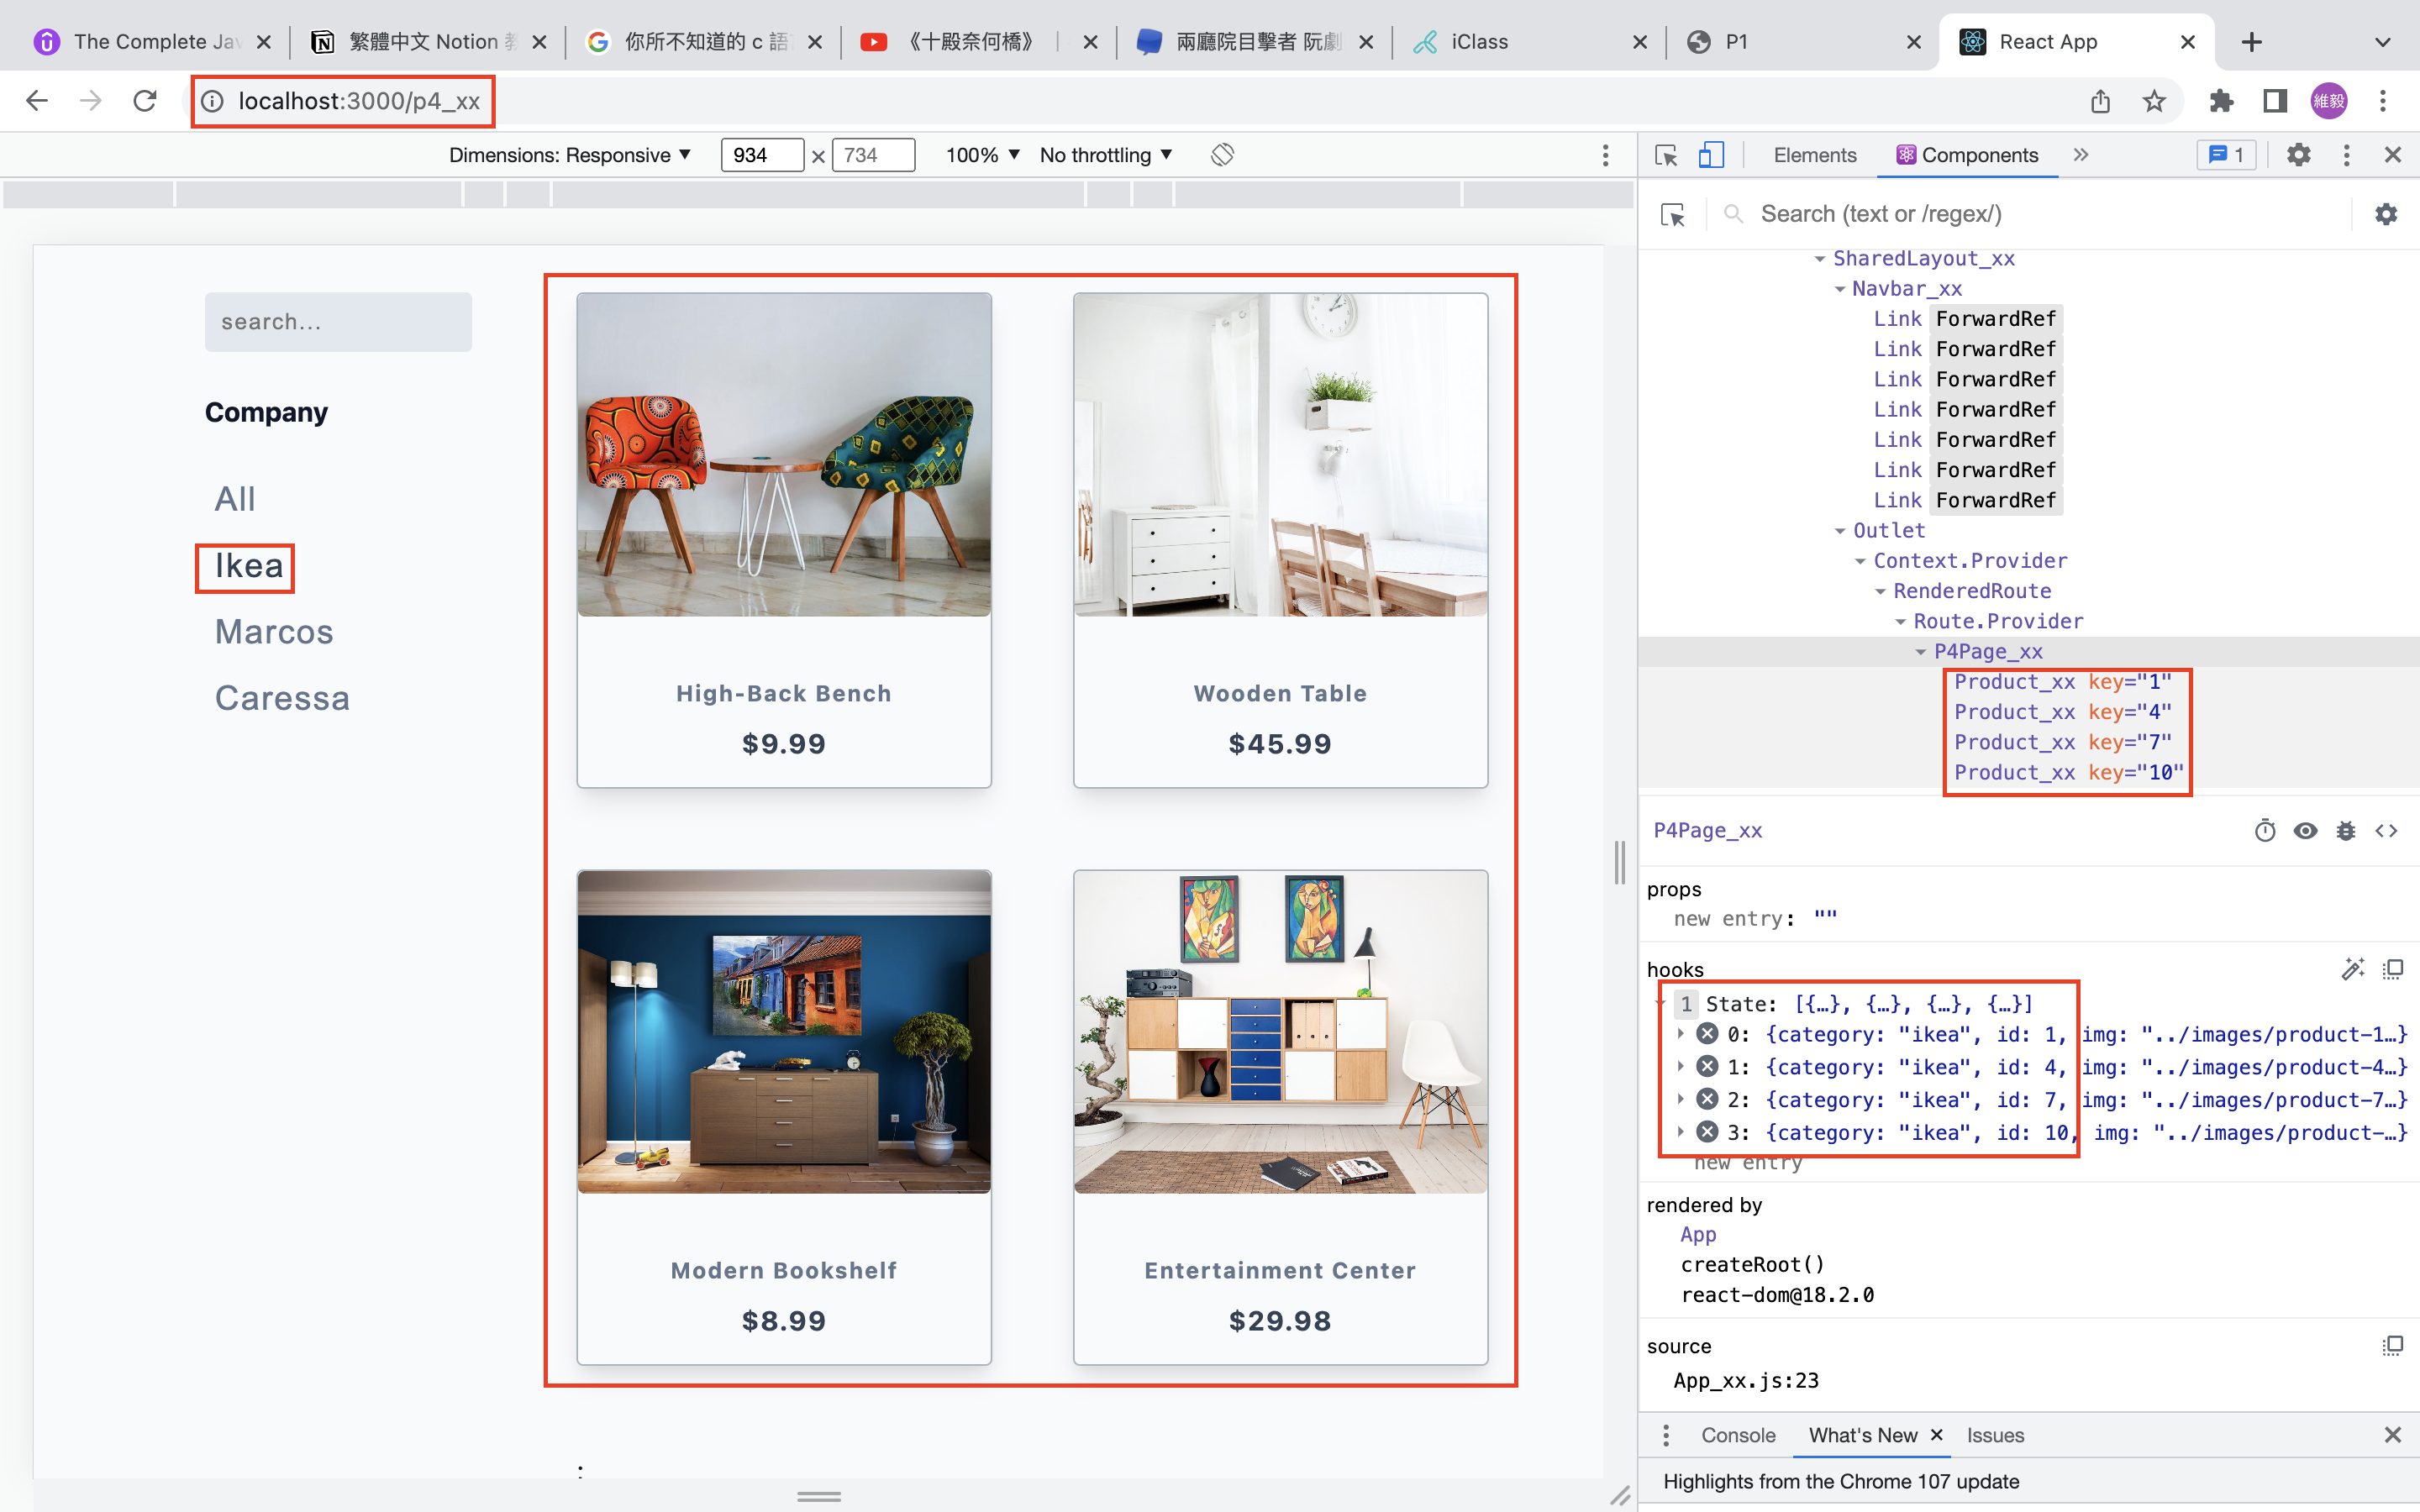 The Complete Jav
繁體中文 Notion 教
你所不知道的 c 語
《十殿奈何橋》
兩廳院目擊者 阮劇
iClass
P1
React App
localhost:3000/p4_xx
維毅
Dimensions: Responsive
934 × 734
100%
No throttling
Elements
Components
1
search...
Company
All
Ikea
Marcos
Caressa
High-Back Bench
$9.99
Wooden Table
$45.99
Modern Bookshelf
$8.99
Entertainment Center
$29.98
Search (text or /regex/)
SharedLayout_xx
Navbar_xx
Link ForwardRef
Link ForwardRef
Link ForwardRef
Link ForwardRef
Link ForwardRef
Link ForwardRef
Link ForwardRef
Outlet
Context.Provider
RenderedRoute
Route.Provider
P4Page_xx
Product_xx key="1"
Product_xx key="4"
Product_xx key="7"
Product_xx key="10"
P4Page_xx
props
new entry: ""
hooks
1 State: [{…}, {…}, {…}, {…}]
0: {category: "ikea", id: 1, img: "../images/product-1…}
1: {category: "ikea", id: 4, img: "../images/product-4…}
2: {category: "ikea", id: 7, img: "../images/product-7…}
3: {category: "ikea", id: 10, img: "../images/product-…}
new entry
rendered by
App
createRoot()
react-dom@18.2.0
source
App_xx.js:23
Console
What's New
Issues
Highlights from the Chrome 107 update